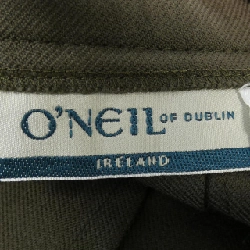 O'NEIL OF DUBLIN
IRELAND